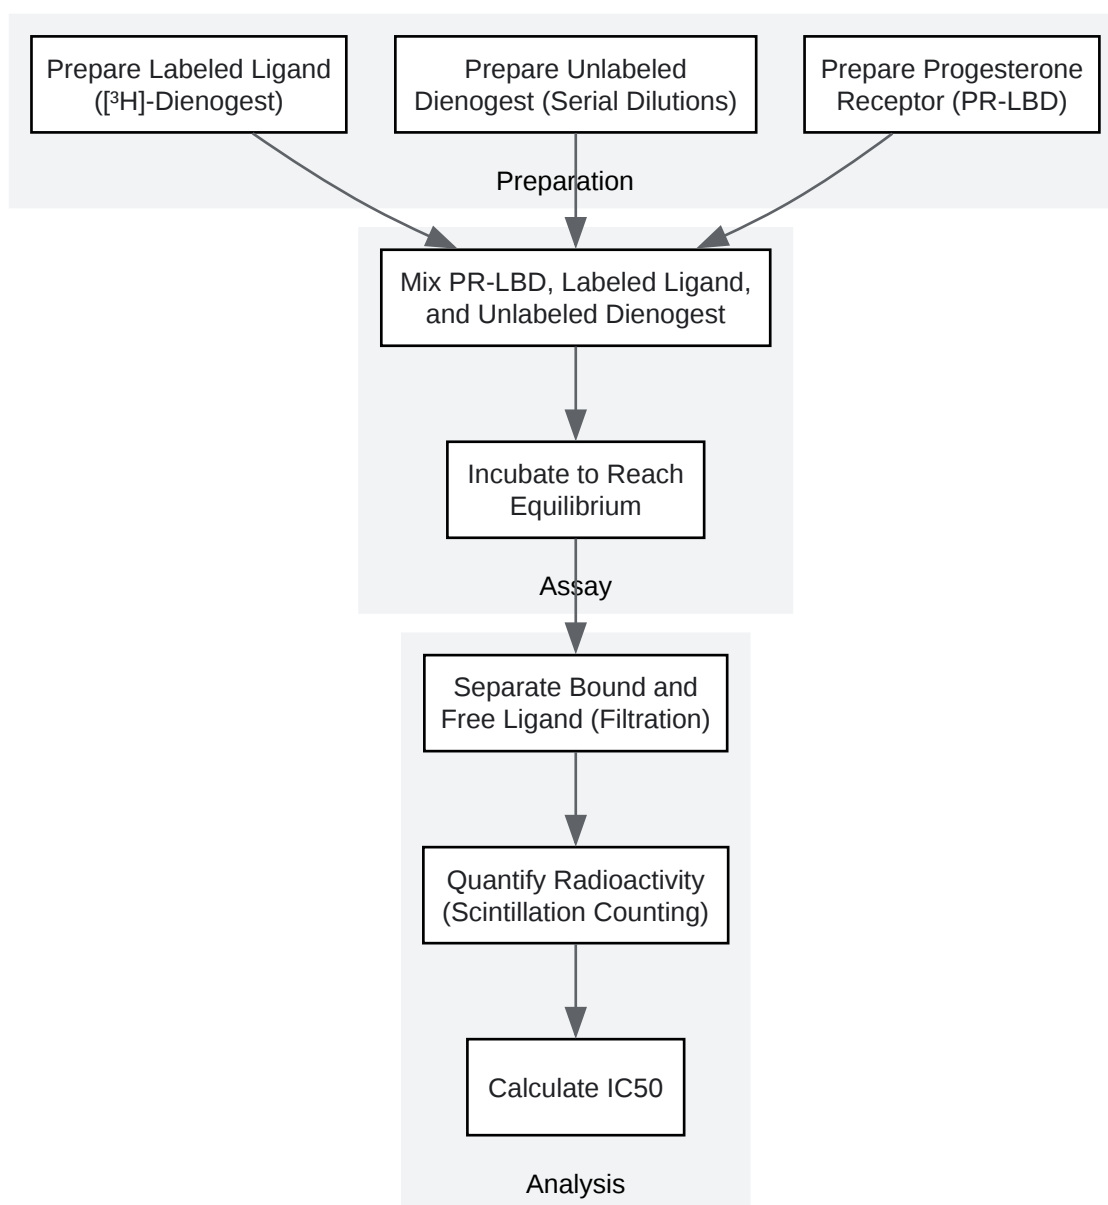 Prepare Labeled Ligand
([³H]-Dienogest)
Prepare Unlabeled
Dienogest (Serial Dilutions)
Prepare Progesterone
Receptor (PR-LBD)
Preparation
Mix PR-LBD, Labeled Ligand,
and Unlabeled Dienogest
Incubate to Reach
Equilibrium
Assay
Separate Bound and
Free Ligand (Filtration)
Quantify Radioactivity
(Scintillation Counting)
Calculate IC50
Analysis